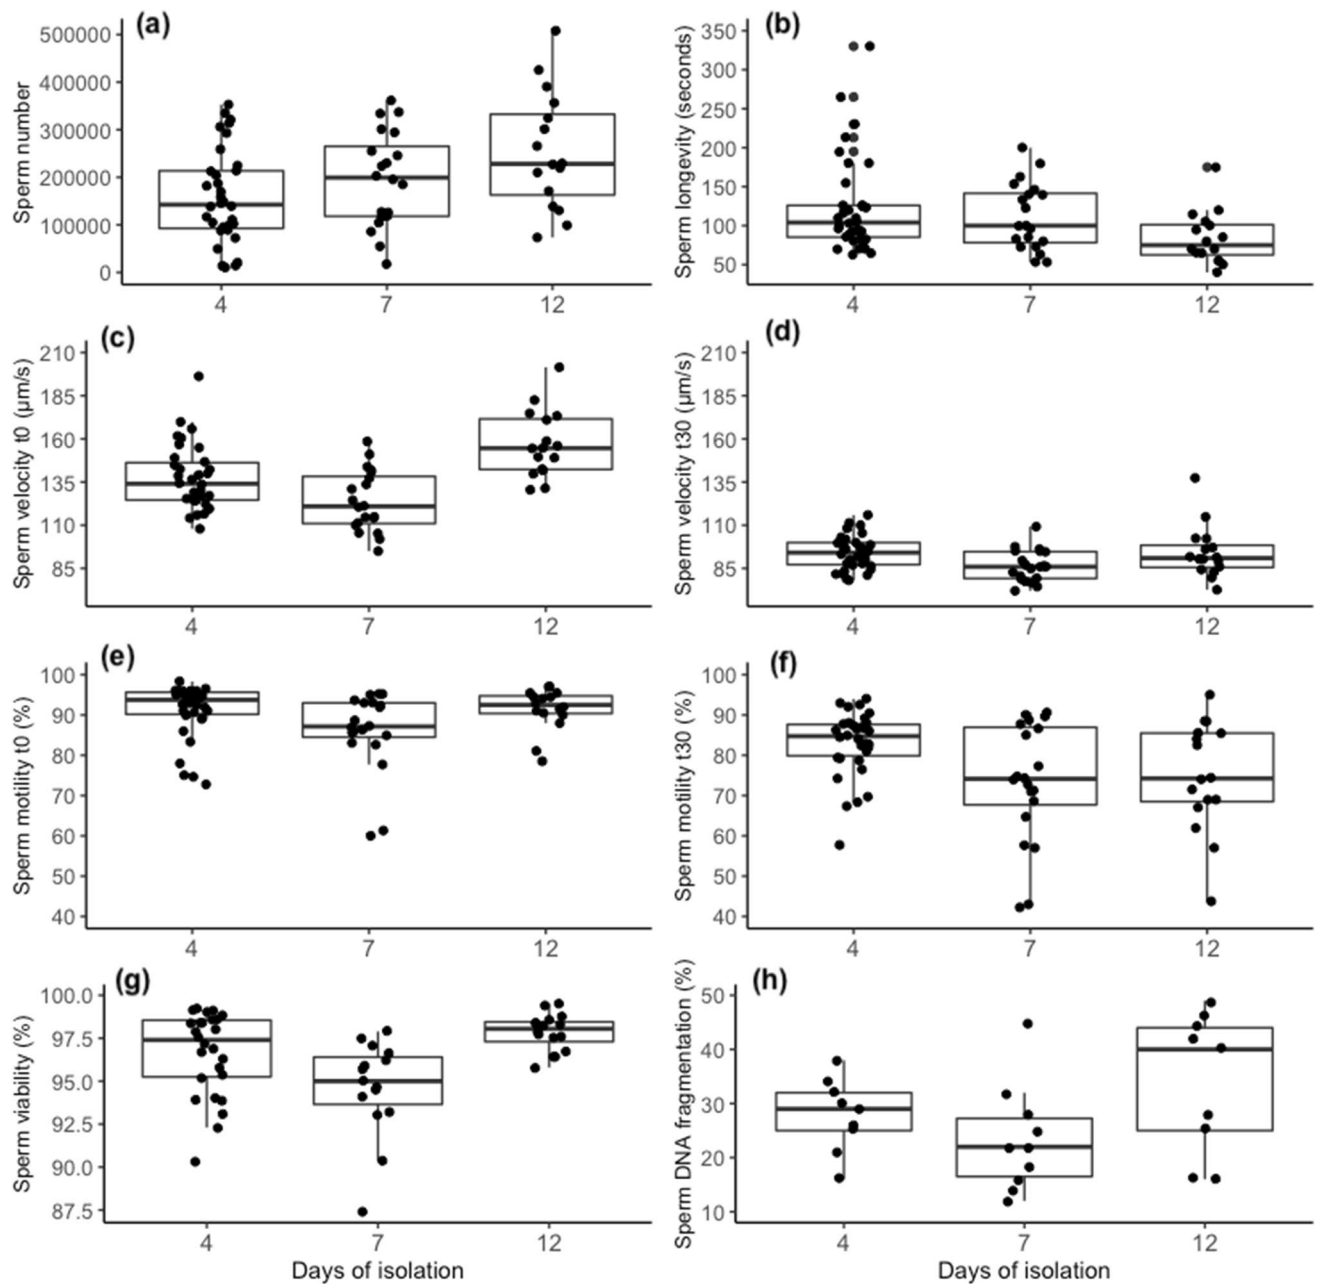 (a)
Sperm number
500000
400000
300000
200000
100000
0
4 7 12
(b)
Sperm longevity (seconds)
350
300
250
200
150
100
50
4 7 12
(c)
Sperm velocity t0 (μm/s)
210
185
160
135
110
85
4 7 12
(d)
Sperm velocity t30 (μm/s)
210
185
160
135
110
85
4 7 12
(e)
Sperm motility t0 (%)
100
90
80
70
60
50
40
4 7 12
(f)
Sperm motility t30 (%)
100
90
80
70
60
50
40
4 7 12
(g)
Sperm viability (%)
100.0
97.5
95.0
92.5
90.0
87.5
4 7 12
Days of isolation
(h)
Sperm DNA fragmentation (%)
50
40
30
20
10
4 7 12
Days of isolation